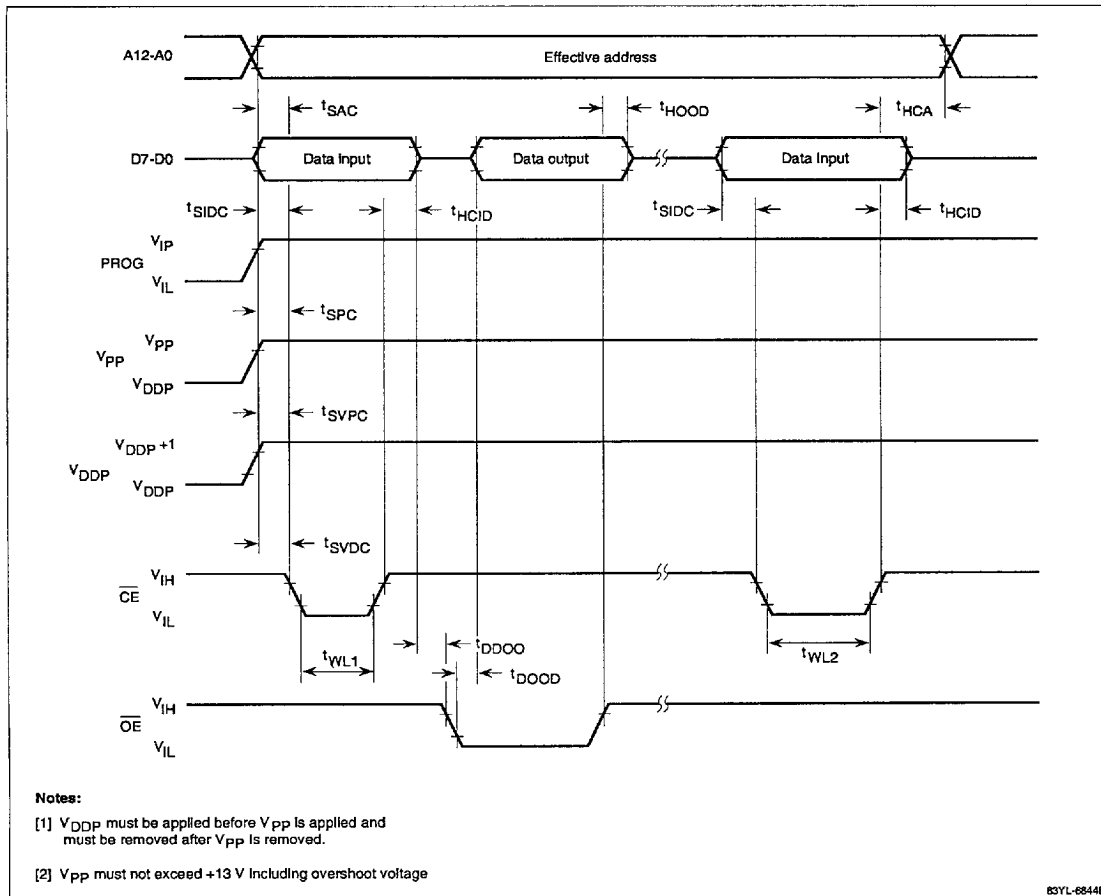 A12-A0
Effective address
tSAC
tHOOD
tHCA
D7-D0
Data Input
Data output
Data Input
tSIDC
tHCID
tSIDC
tHCID
VIP
PROG
VIL
tSPC
VPP
VPP
VDDP
tSVPC
VDDP +1
VDDP
VDDP
tSVDC
VIH
CE
VIL
tWL1
tDDOO
tWL2
tDOOD
VIH
OE
VIL
Notes:
[1] VDDP must be applied before VPP is applied and
must be removed after VPP is removed.
[2] VPP must not exceed +13 V including overshoot voltage
83YL-6844B